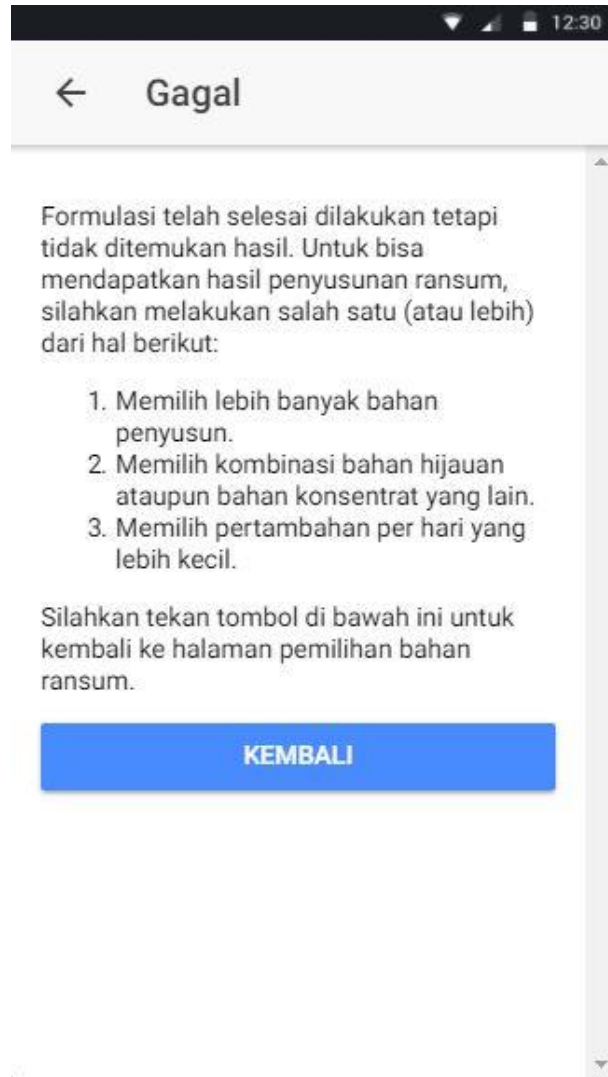 12:30
Gagal
Formulasi telah selesai dilakukan tetapi
tidak ditemukan hasil. Untuk bisa
mendapatkan hasil penyusunan ransum,
silahkan melakukan salah satu (atau lebih)
dari hal berikut:
1. Memilih lebih banyak bahan
penyusun.
2. Memilih kombinasi bahan hijauan
ataupun bahan konsentrat yang lain.
3. Memilih pertambahan per hari yang
lebih kecil.
Silahkan tekan tombol di bawah ini untuk
kembali ke halaman pemilihan bahan
ransum.
KEMBALI